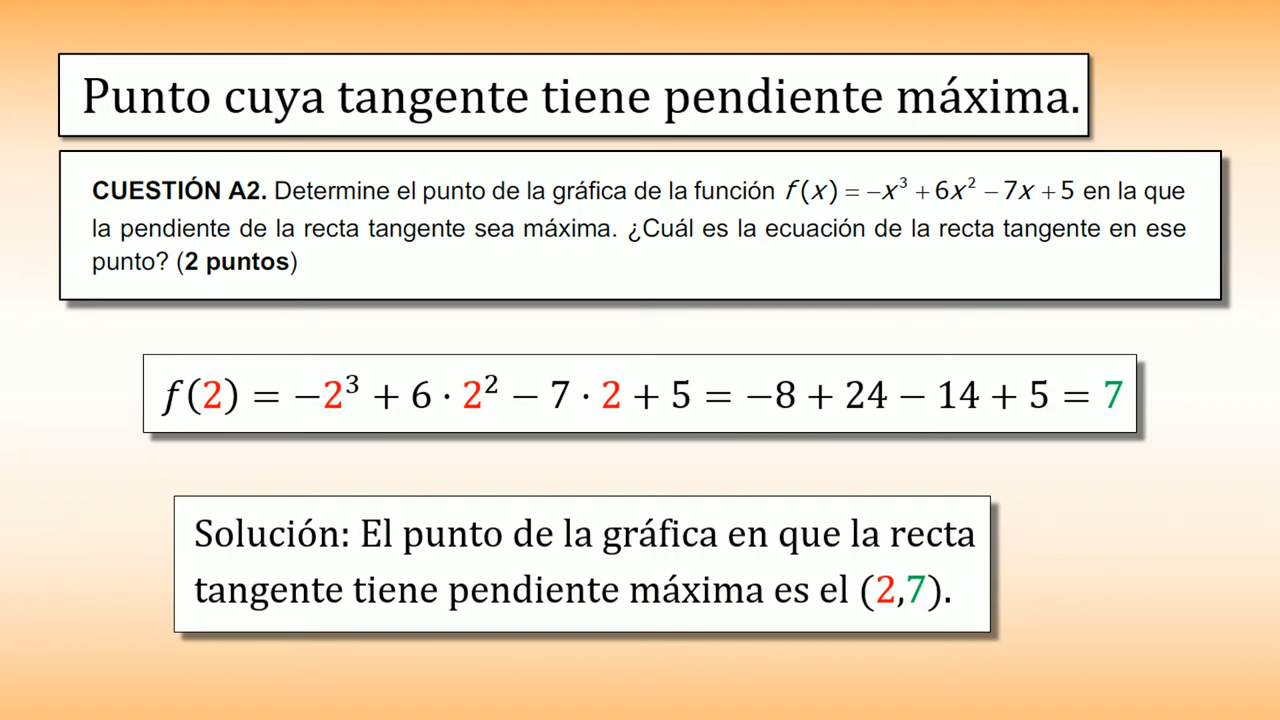 Punto cuya tangente tiene pendiente máxima.
CUESTIÓN A2. Determine el punto de la gráfica de la función f(x) = −x³ + 6x² − 7x + 5 en la que
la pendiente de la recta tangente sea máxima. ¿Cuál es la ecuación de la recta tangente en ese
punto? (2 puntos)
f(2) = −2³ + 6 · 2² − 7 · 2 + 5 = −8 + 24 − 14 + 5 = 7
Solución: El punto de la gráfica en que la recta
tangente tiene pendiente máxima es el (2,7).